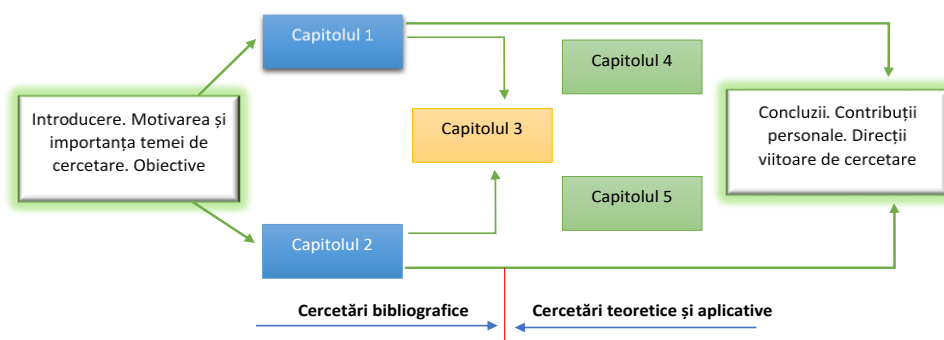 Capitolul 1
Capitolul 4
Introducere. Motivarea și
importanța temei de
cercetare. Obiective
Capitolul 3
Concluzii. Contribuții
personale. Direcții
viitoare de cercetare
Capitolul 5
Capitolul 2
Cercetări bibliografice
Cercetări teoretice și aplicative